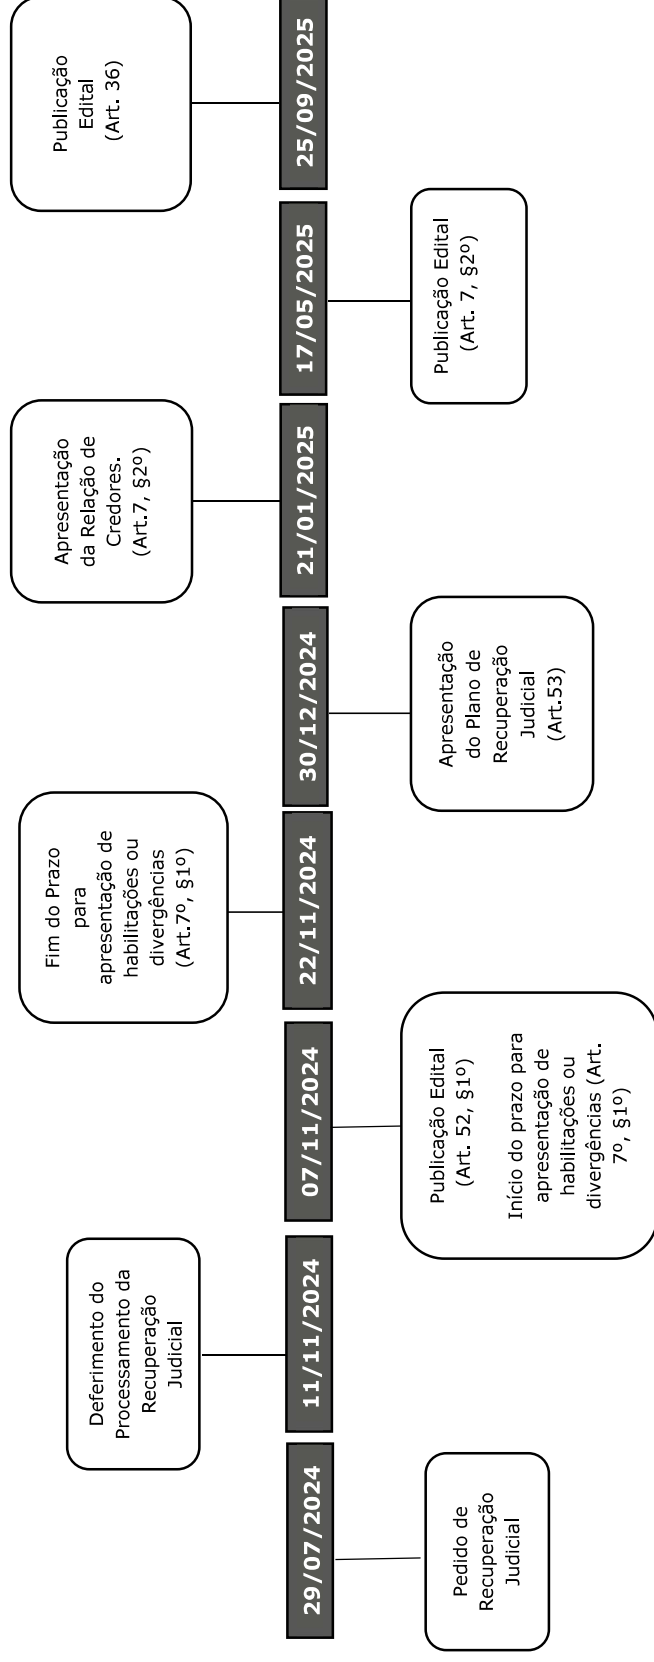 29/07/2024
Pedido de
Recuperação
Judicial
11/11/2024
Deferimento do
Processamento da
Recuperação
Judicial
07/11/2024
Publicação Edital
(Art. 52, §1º)
Início do prazo para
apresentação de
habilitações ou
divergências (Art.
7º, §1º)
22/11/2024
Fim do Prazo
para
apresentação de
habilitações ou
divergências
(Art.7º, §1º)
30/12/2024
Apresentação
do Plano de
Recuperação
Judicial
(Art.53)
21/01/2025
Apresentação
da Relação de
Credores.
(Art.7, §2º)
17/05/2025
Publicação Edital
(Art. 7, §2º)
25/09/2025
Publicação
Edital
(Art. 36)